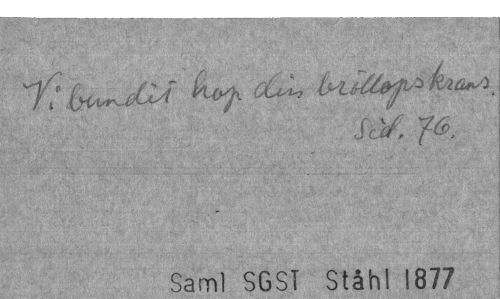 Vi bundit hop din bröllopskrans.
Sid. 76.
Saml SGST Ståhl 1877